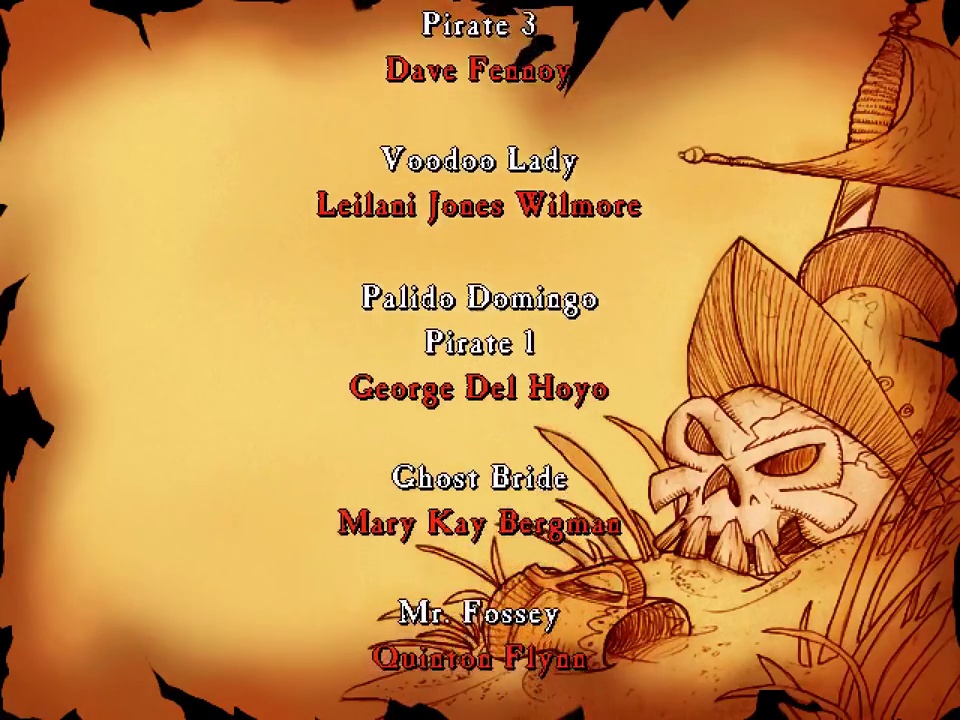 Pirate 3
Dave Fennoy
Voodoo Lady
Leilani Jones Wilmore
Palido Domingo
Pirate 1
George Del Hoyo
Ghost Bride
Mary Kay Bergman
Mr. Fossey
Quinton Flynn